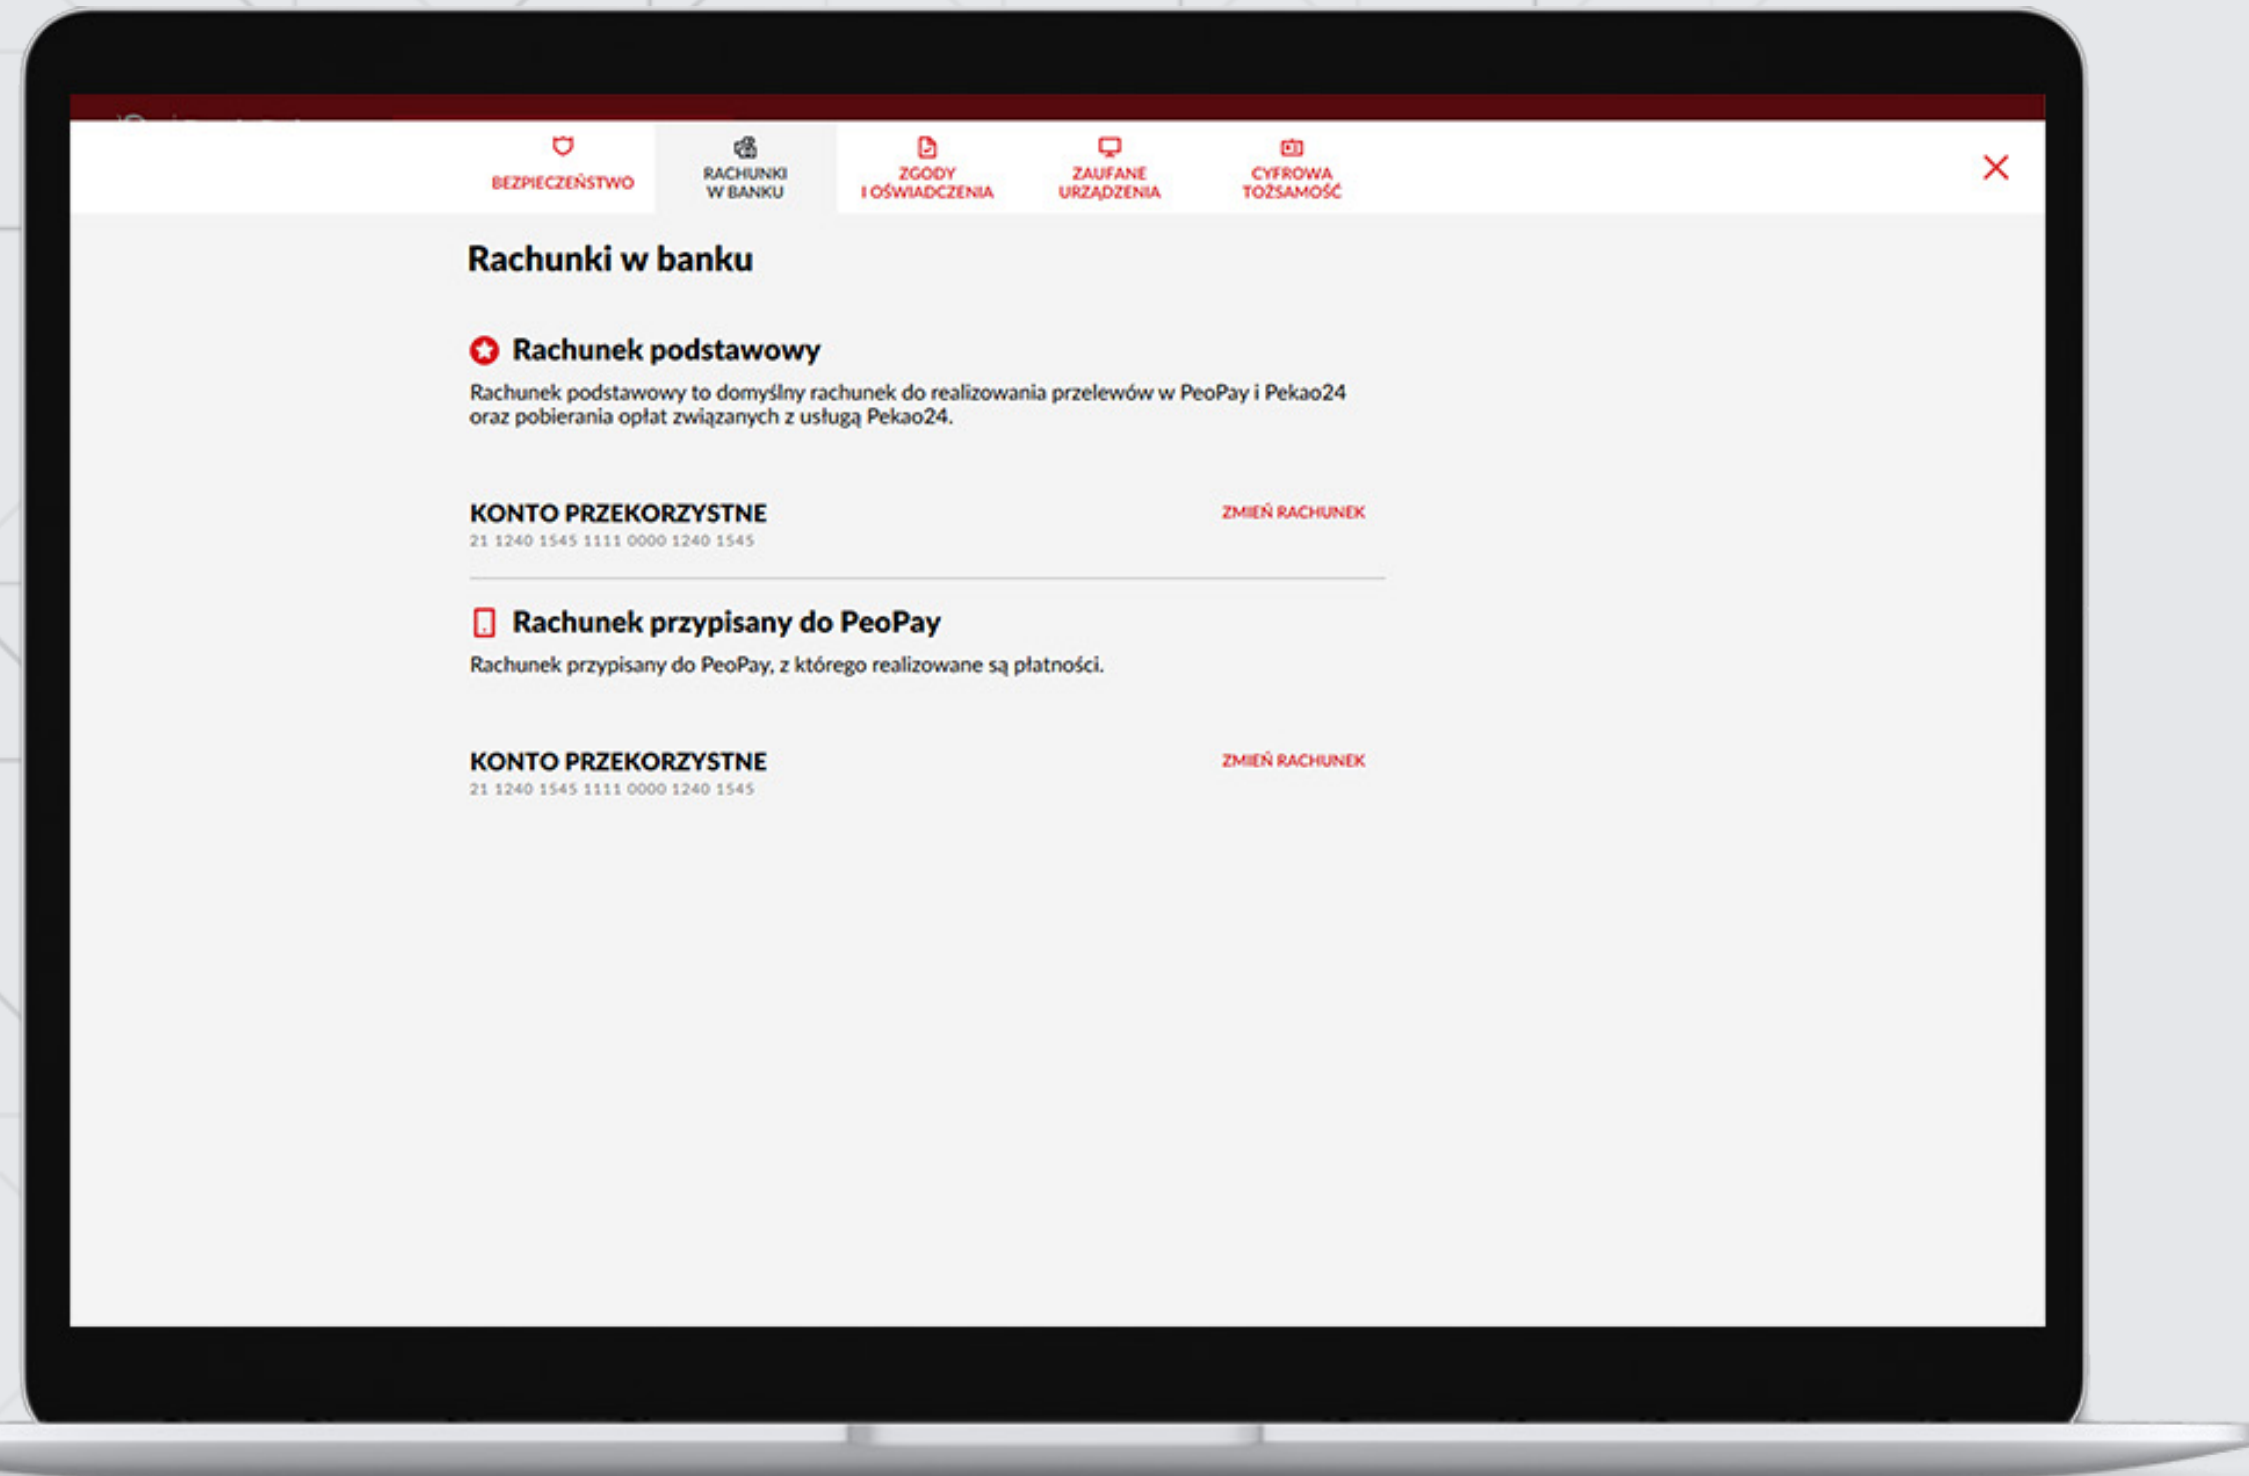 BEZPIECZEŃSTWO
RACHUNKI
W BANKU
ZGODY
I OŚWIADCZENIA
ZAUFANE
URZĄDZENIA
CYFROWA
TOŻSAMOŚĆ
Rachunki w banku
Rachunek podstawowy
Rachunek podstawowy to domyślny rachunek do realizowania przelewów w PeoPay i Pekao24
oraz pobierania opłat związanych z usługą Pekao24.
KONTO PRZEKORZYSTNE
ZMIEŃ RACHUNEK
21 1240 1545 1111 0000 1240 1545
Rachunek przypisany do PeoPay
Rachunek przypisany do PeoPay, z którego realizowane są płatności.
KONTO PRZEKORZYSTNE
ZMIEŃ RACHUNEK
21 1240 1545 1111 0000 1240 1545